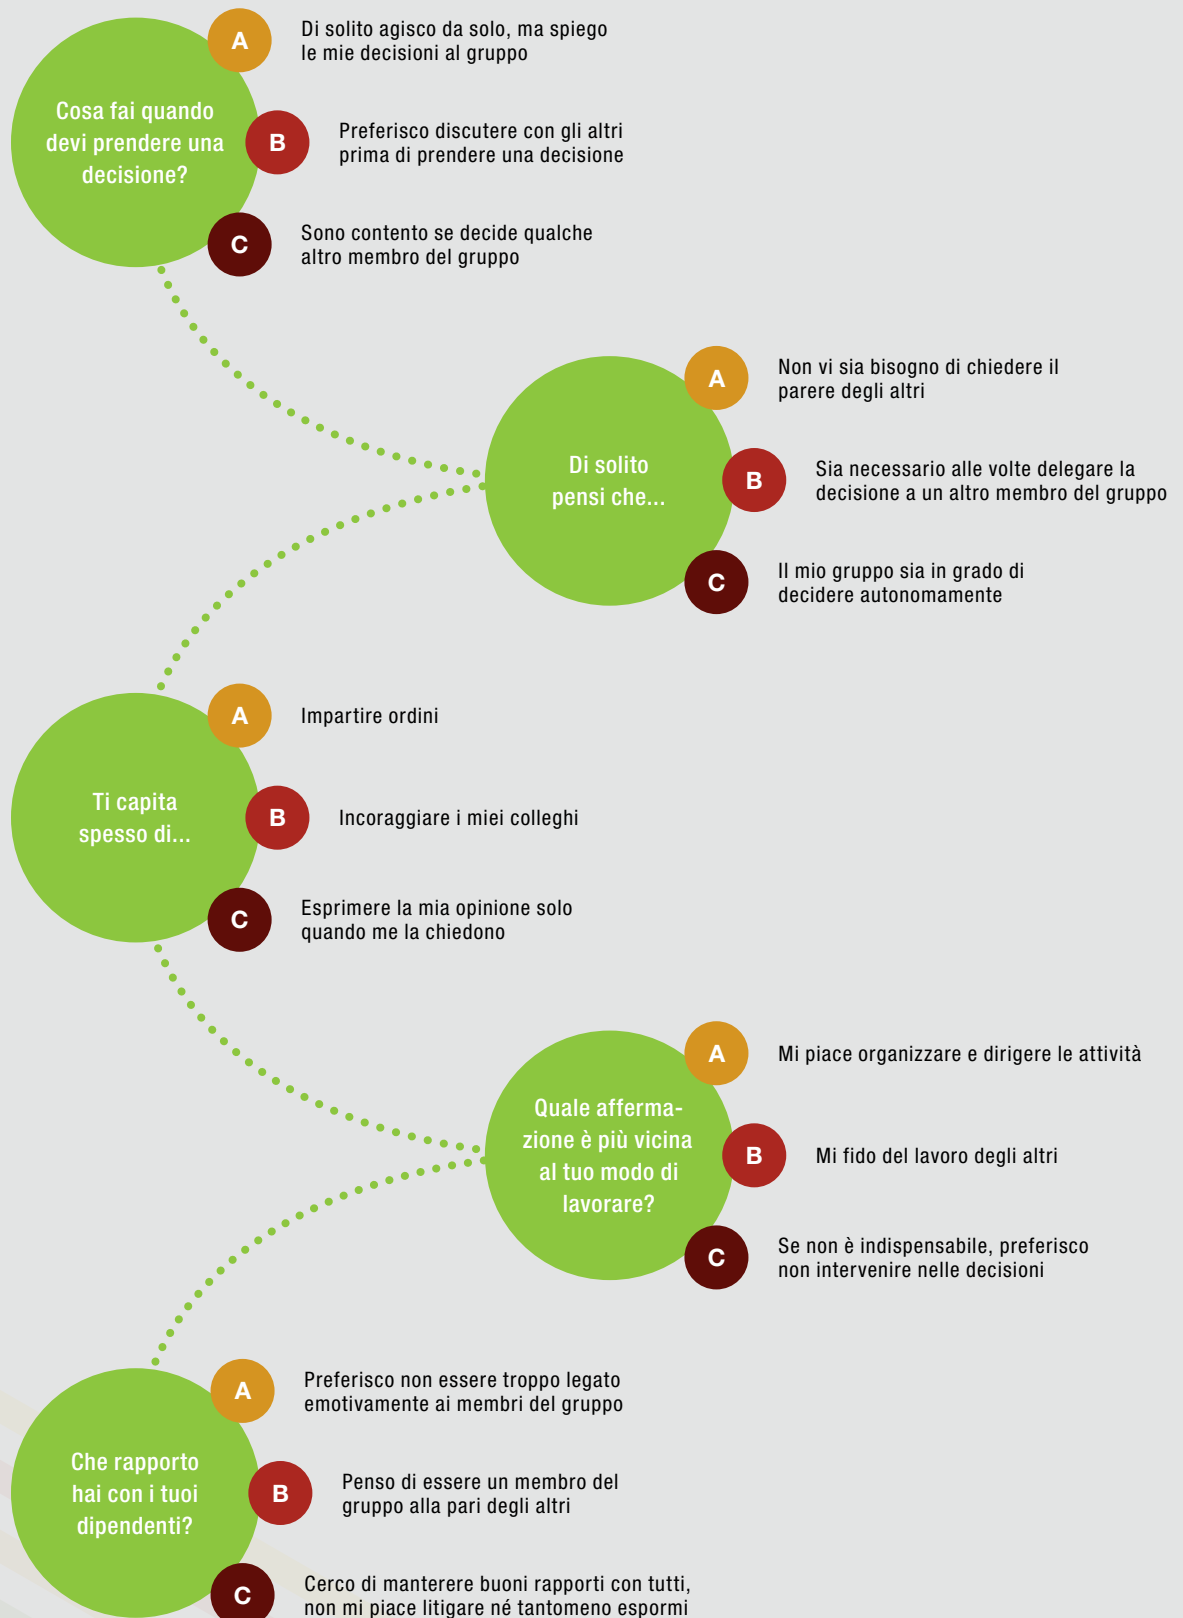 Cosa fai quando
devi prendere una
decisione?
A
Di solito agisco da solo, ma spiego
le mie decisioni al gruppo
B
Preferisco discutere con gli altri
prima di prendere una decisione
C
Sono contento se decide qualche
altro membro del gruppo
Di solito
pensi che...
A
Non vi sia bisogno di chiedere il
parere degli altri
B
Sia necessario alle volte delegare la
decisione a un altro membro del gruppo
C
Il mio gruppo sia in grado di
decidere autonomamente
Ti capita
spesso di...
A
Impartire ordini
B
Incoraggiare i miei colleghi
C
Esprimere la mia opinione solo
quando me la chiedono
Quale afferma-
zione è più vicina
al tuo modo di
lavorare?
A
Mi piace organizzare e dirigere le attività
B
Mi fido del lavoro degli altri
C
Se non è indispensabile, preferisco
non intervenire nelle decisioni
Che rapporto
hai con i tuoi
dipendenti?
A
Preferisco non essere troppo legato
emotivamente ai membri del gruppo
B
Penso di essere un membro del
gruppo alla pari degli altri
C
Cerco di manterere buoni rapporti con tutti,
non mi piace litigare né tantomeno espormi